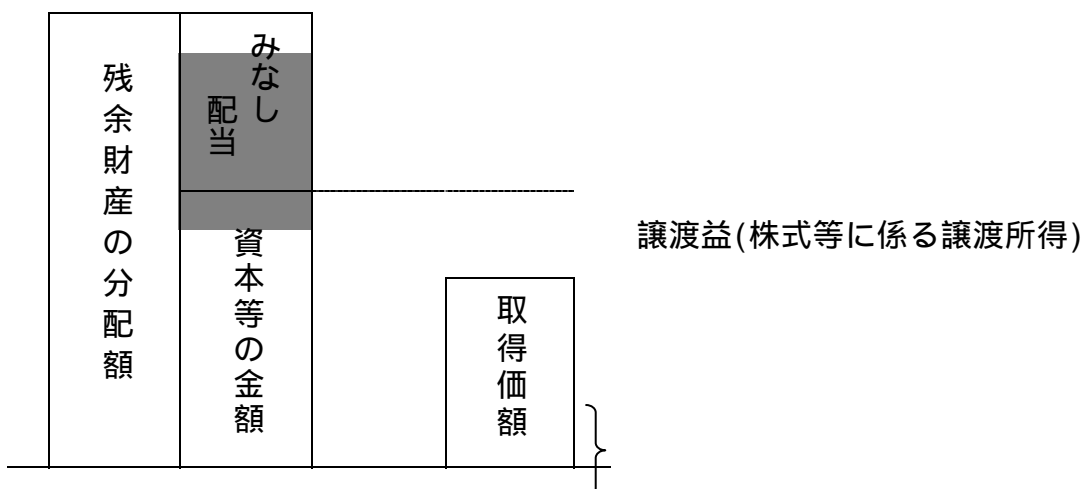 残余財産の分配額
みなし
配当
資本等の金額
取得価額
譲渡益(株式等に係る譲渡所得)